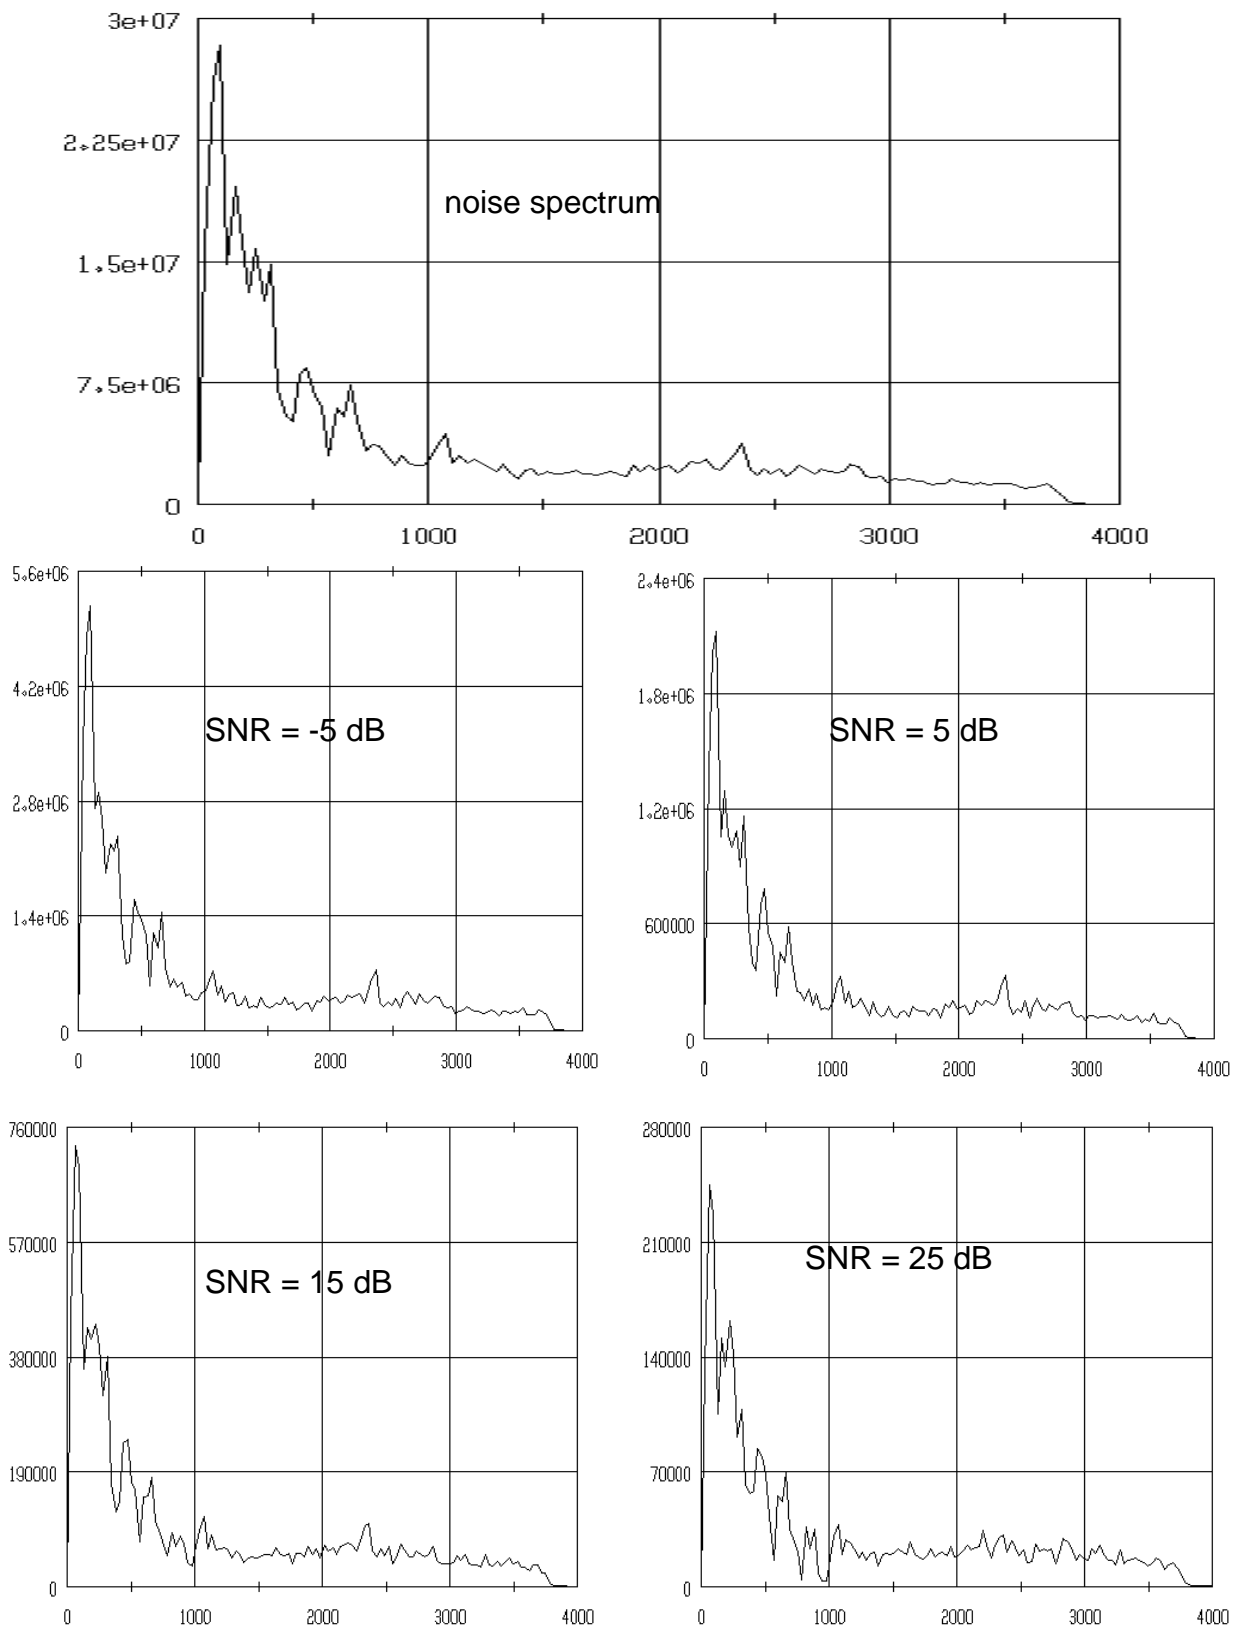 3e+07
2.25e+07
noise spectrum
1.5e+07
7.5e+06
0
0 1000 2000 3000 4000
5.6e+06
4.2e+06
SNR = -5 dB
2.8e+06
1.4e+06
0
0 1000 2000 3000 4000
2.4e+06
1.8e+06
SNR = 5 dB
1.2e+06
600000
0
0 1000 2000 3000 4000
760000
570000
SNR = 15 dB
380000
190000
0
0 1000 2000 3000 4000
280000
210000
SNR = 25 dB
140000
70000
0
0 1000 2000 3000 4000